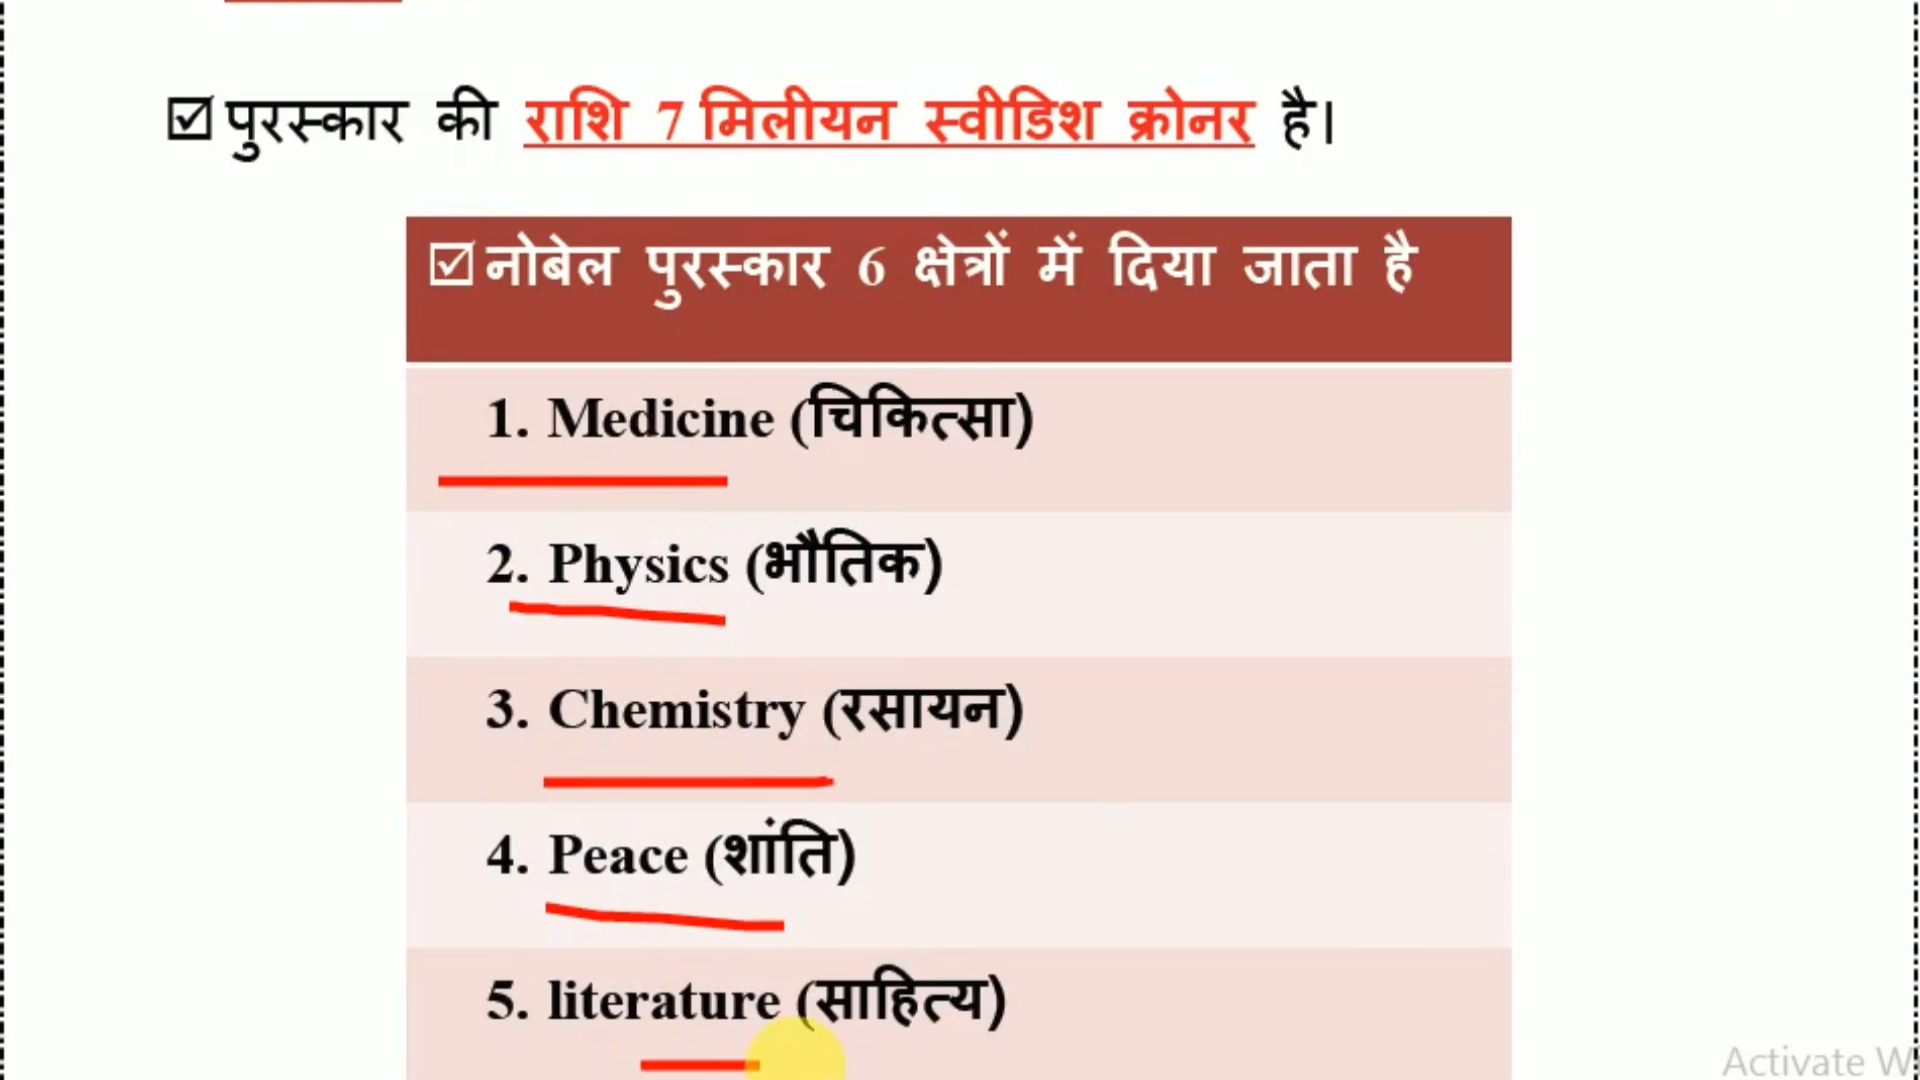 पुरस्कार की राशि 7 मिलीयन स्वीडिश क्रोनर है।
नोबेल पुरस्कार 6 क्षेत्रों में दिया जाता है
1. Medicine (चिकित्सा)
2. Physics (भौतिक)
3. Chemistry (रसायन)
4. Peace (शांति)
5. literature (साहित्य)
Activate W